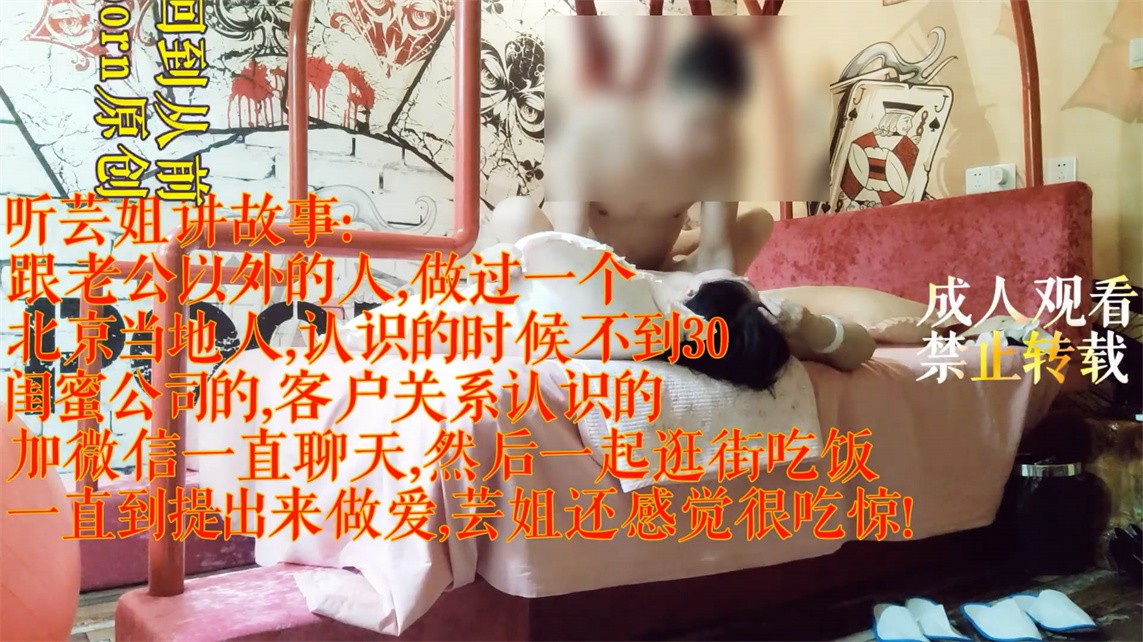 回到从前
orn原创
听芸姐讲故事:
跟老公以外的人,做过一个
北京当地人,认识的时候不到30
闺蜜公司的,客户关系认识的
加微信一直聊天,然后一起逛街吃饭
一直到提出来做爱,芸姐还感觉很吃惊!
成人观看
禁止转载
J